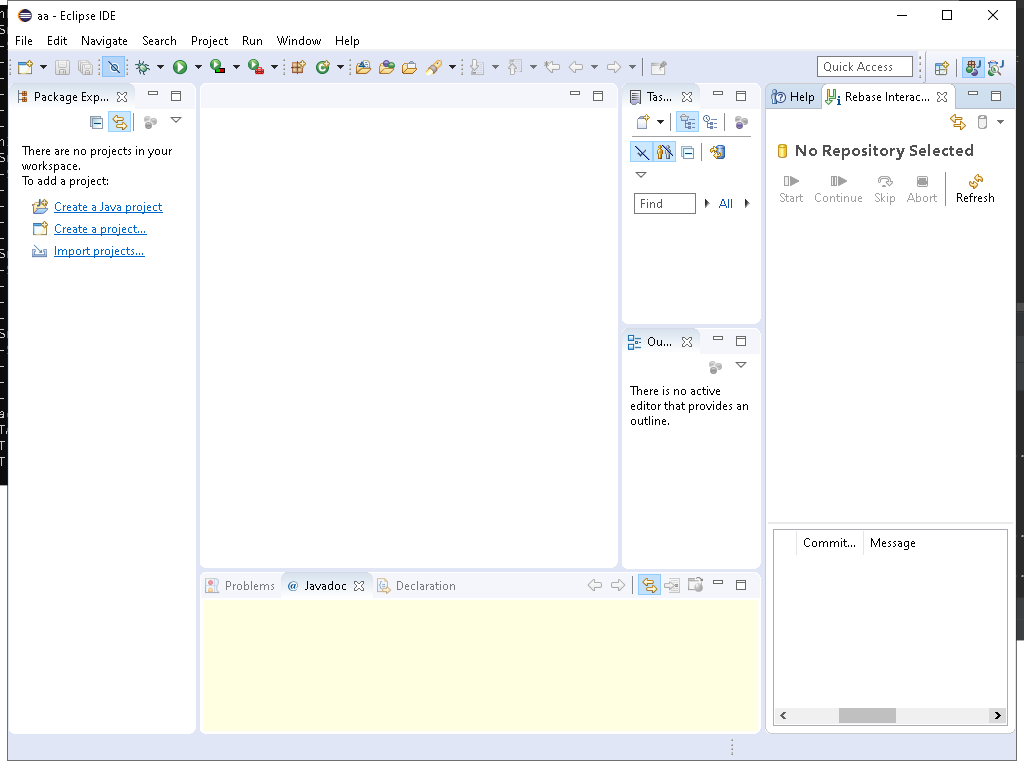 aa - Eclipse IDE
File Edit Navigate Search Project Run Window Help
Quick Access
Package Exp...
There are no projects in your
workspace.
To add a project:
Create a Java project
Create a project...
Import projects...
Tas...
Find
All
Ou...
There is no active
editor that provides an
outline.
Help
Rebase Interac...
No Repository Selected
Start Continue Skip Abort Refresh
Commit... Message
Problems
@ Javadoc
Declaration